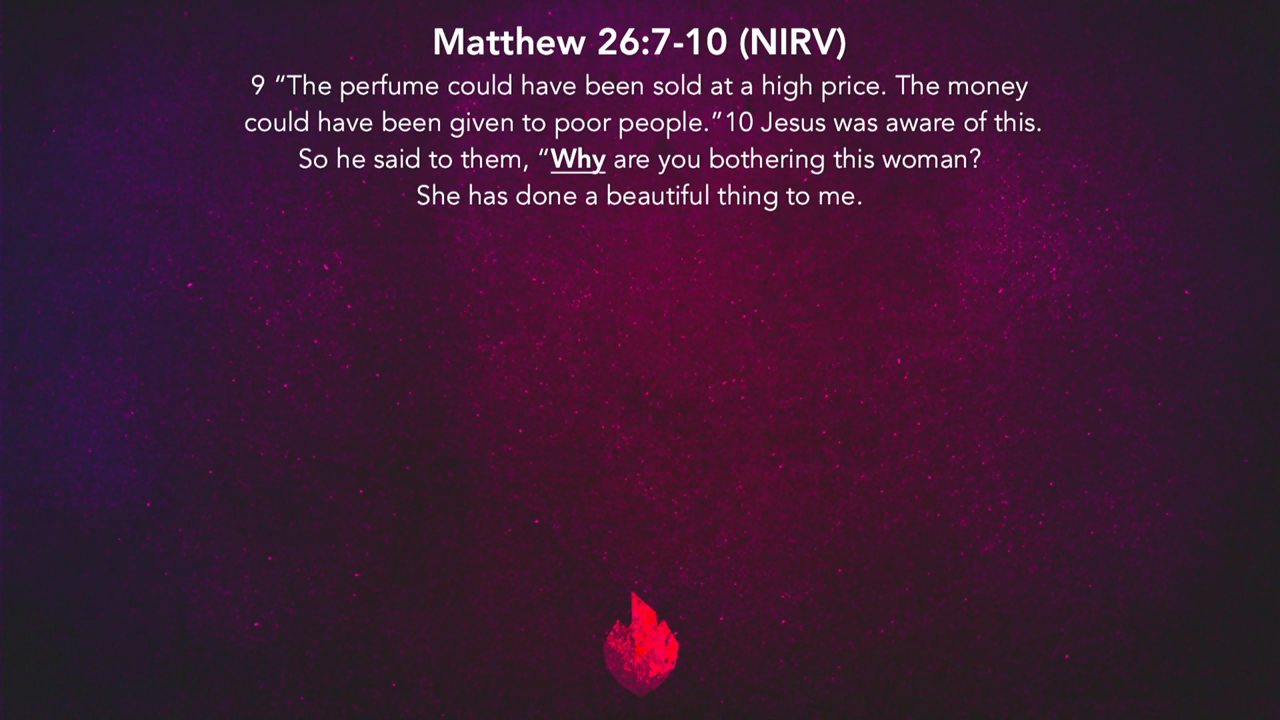 Matthew 26:7-10 (NIRV)
9 “The perfume could have been sold at a high price. The money
could have been given to poor people.”10 Jesus was aware of this.
So he said to them, “Why are you bothering this woman?
She has done a beautiful thing to me.